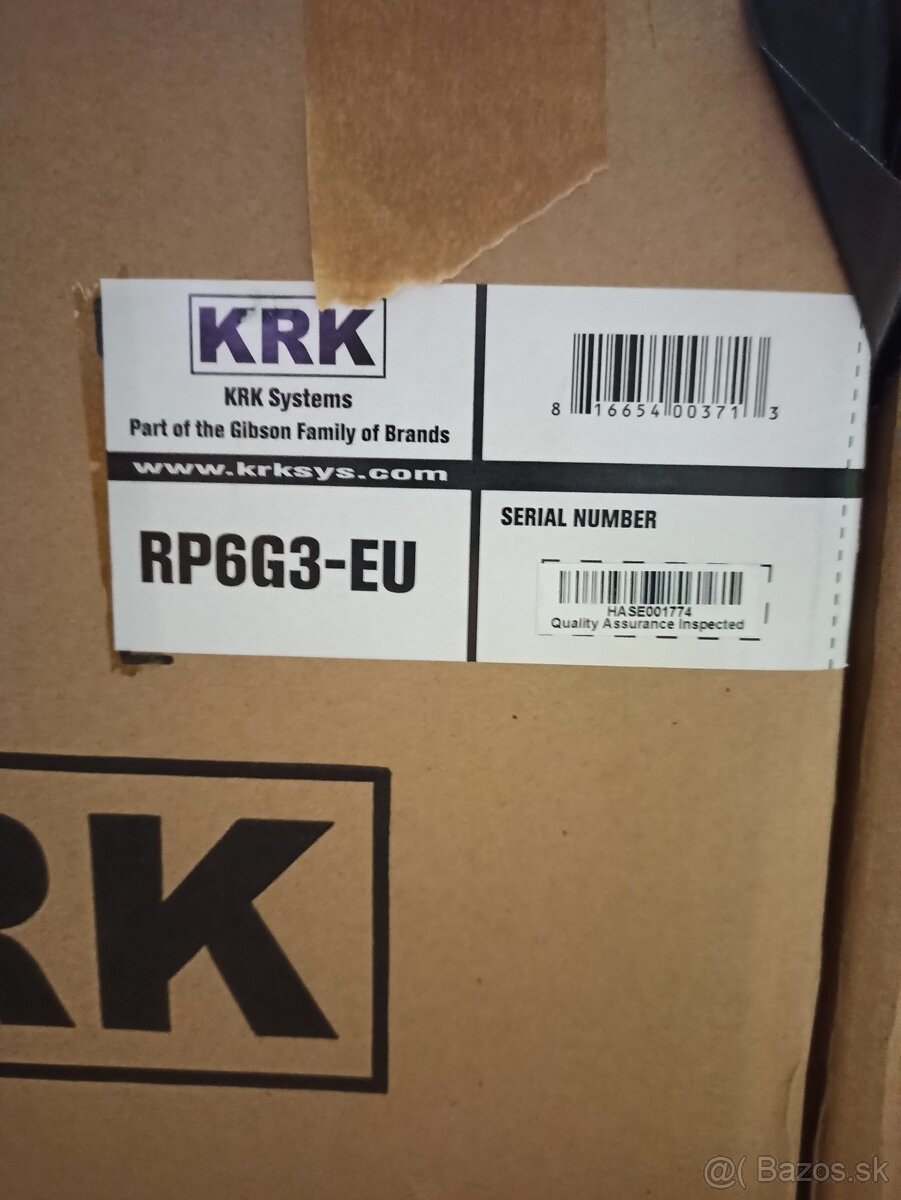 KRK
KRK Systems
Part of the Gibson Family of Brands
www.krksys.com
RP6G3-EU
8 16654 00371 3
SERIAL NUMBER
HASE001774
Quality Assurance Inspected
RK
@( Bazos.sk